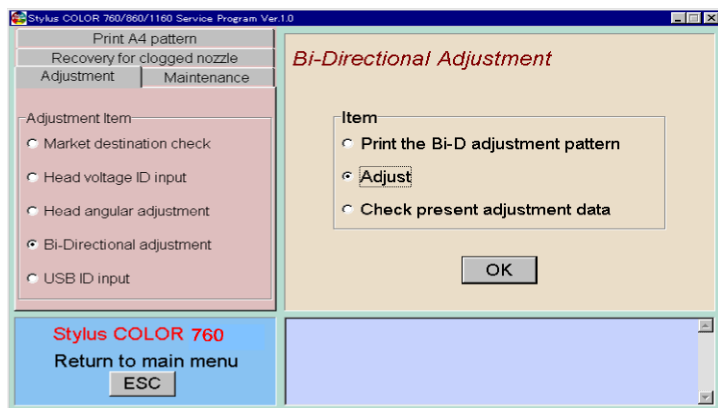 Stylus COLOR 760/860/1160 Service Program Ver.1.0
Print A4 pattern
Recovery for clogged nozzle
Adjustment Maintenance
Adjustment Item
Market destination check
Head voltage ID input
Head angular adjustment
Bi-Directional adjustment
USB ID input
Bi-Directional Adjustment
Item
Print the Bi-D adjustment pattern
Adjust
Check present adjustment data
OK
Stylus COLOR 760
Return to main menu
ESC